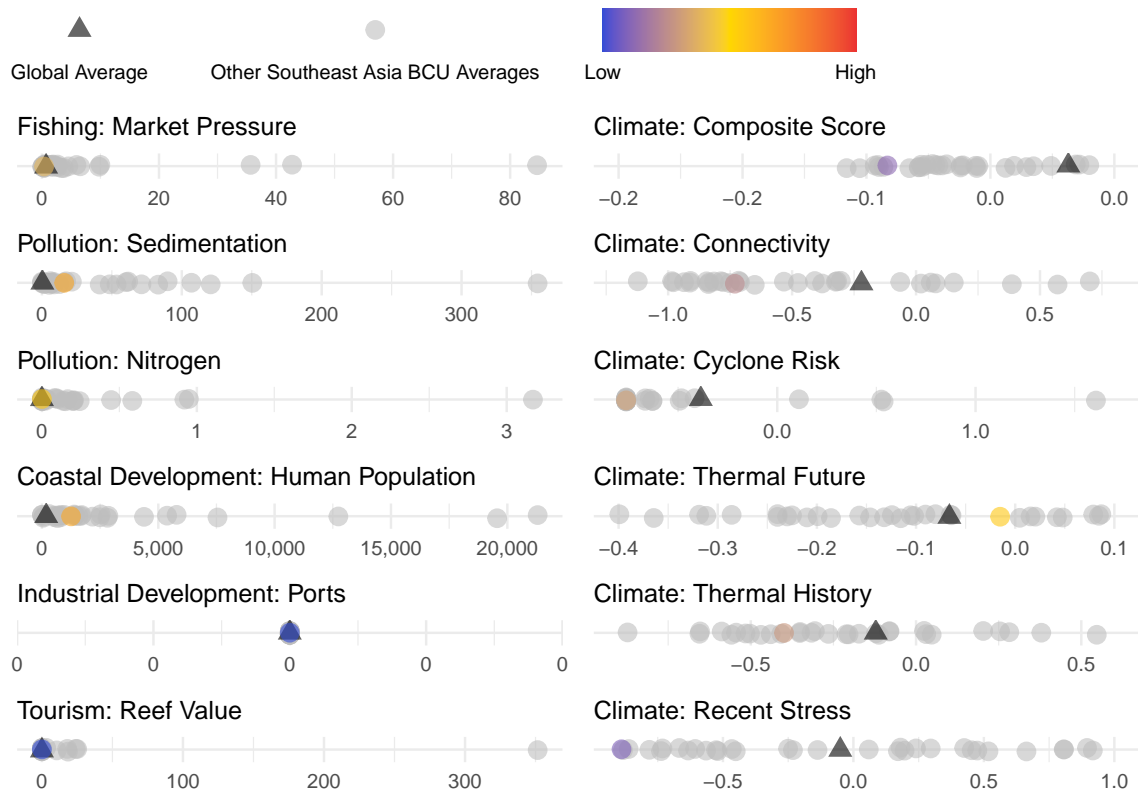 Global Average
Other Southeast Asia BCU Averages
Low
High
Fishing: Market Pressure
0 20 40 60 80
Pollution: Sedimentation
0 100 200 300
Pollution: Nitrogen
0 1 2 3
Coastal Development: Human Population
0 5,000 10,000 15,000 20,000
Industrial Development: Ports
0 0 0 0 0
Tourism: Reef Value
0 100 200 300
Climate: Composite Score
−0.2 −0.2 −0.1 0.0 0.0
Climate: Connectivity
−1.0 −0.5 0.0 0.5
Climate: Cyclone Risk
0.0 1.0
Climate: Thermal Future
−0.4 −0.3 −0.2 −0.1 0.0 0.1
Climate: Thermal History
−0.5 0.0 0.5
Climate: Recent Stress
−0.5 0.0 0.5 1.0